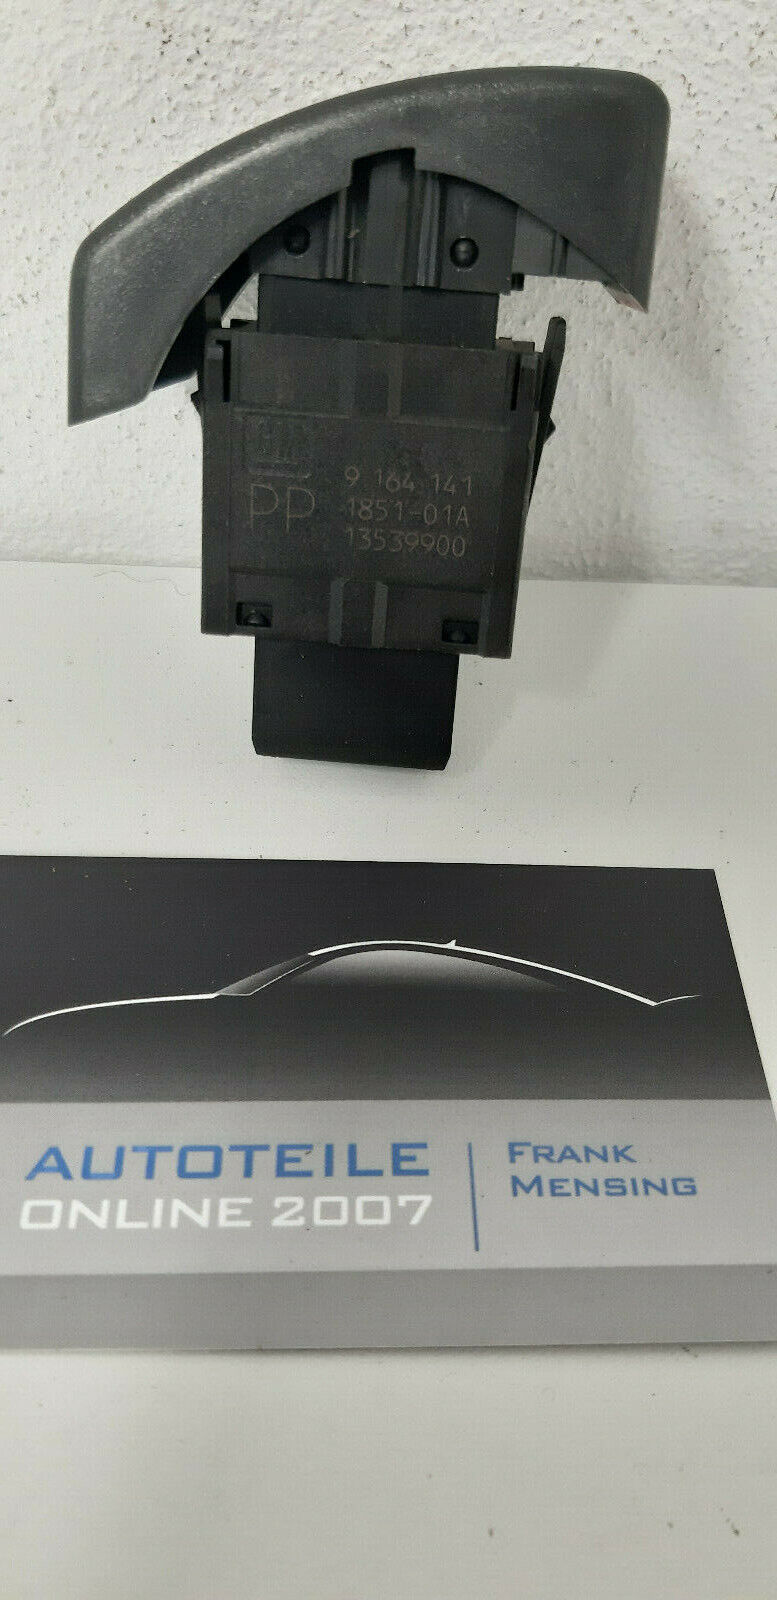 9 164 141
PP 1851-01A
13539900
AUTOTEILE
ONLINE 2007
FRANK
MENSING